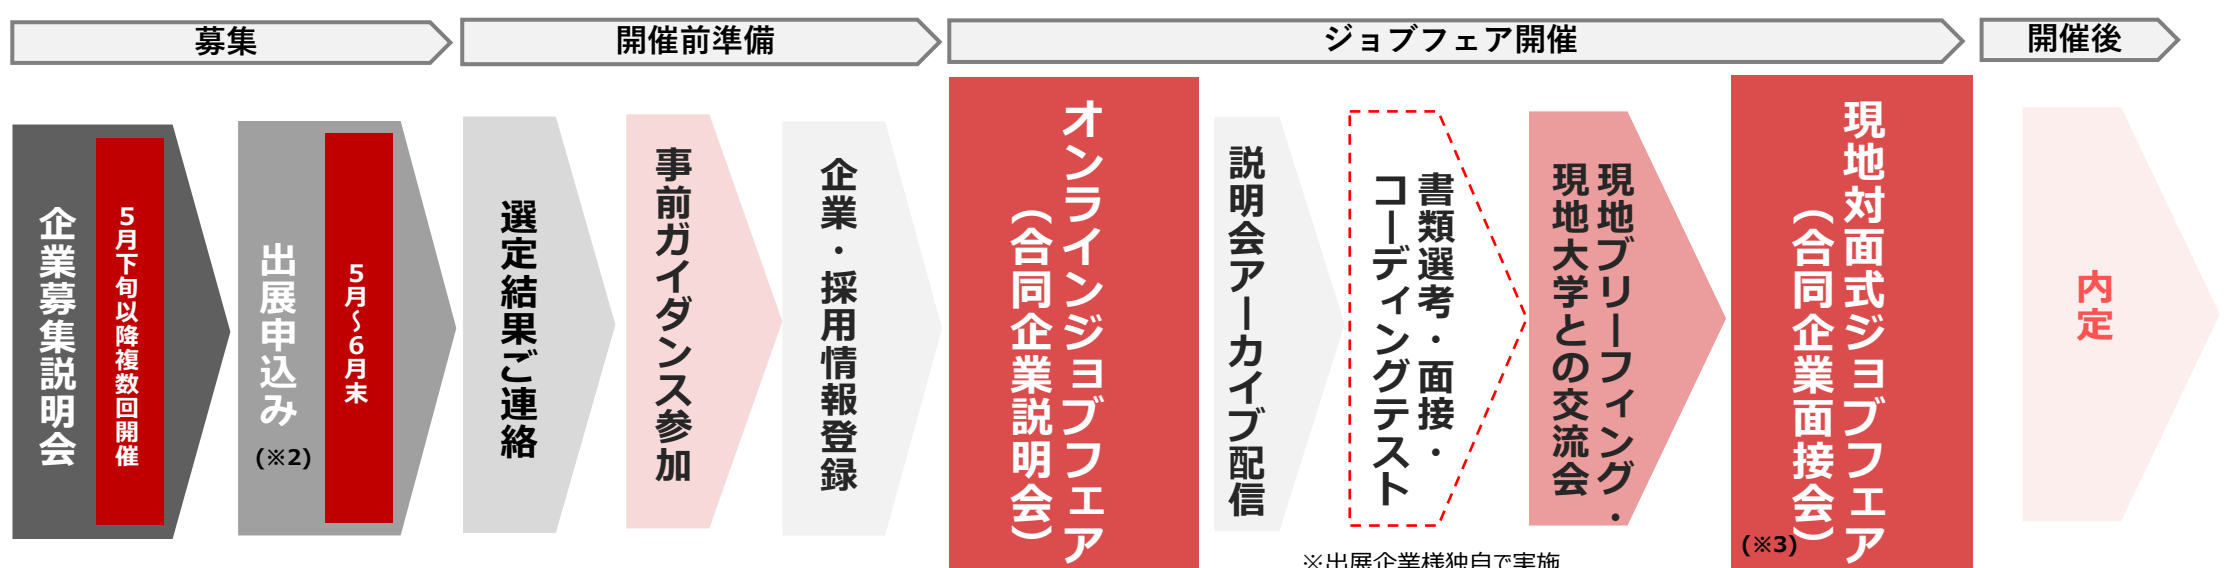 募集
開催前準備
ジョブフェア開催
開催後
企業募集説明会
5月下旬以降複数回開催
出展申込み
(※2)
5月~6月末
選定結果ご連絡
事前ガイダンス参加
企業・採用情報登録
オンラインジョブフェア
(合同企業説明会)
説明会アーカイブ配信
書類選考・面接・
コーディングテスト
※出展企業様独自で実施
現地ブリーフィング・
現地大学との交流会
現地対面式ジョブフェア
(合同企業面接会)
(※3)
内定